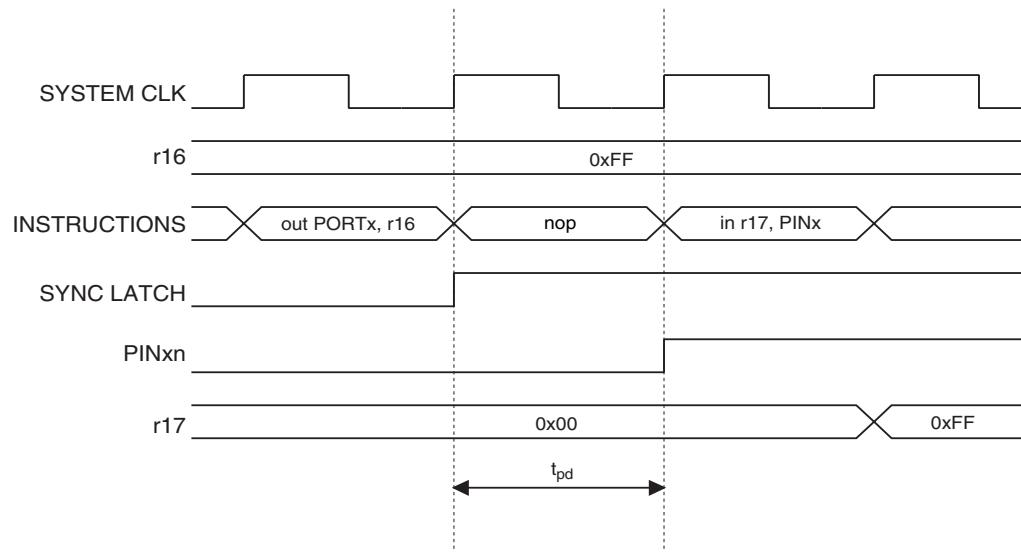 SYSTEM CLK
r16
0xFF
INSTRUCTIONS
out PORTx, r16
nop
in r17, PINx
SYNC LATCH
PINxn
r17
0x00
0xFF
tpd